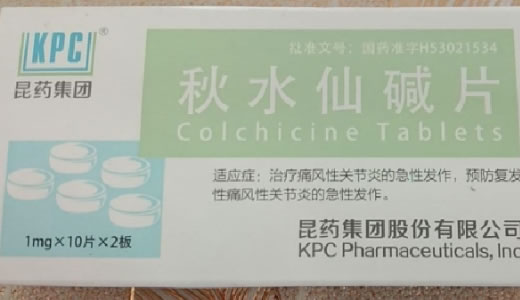 KPC®
昆药集团
批准文号：国药准字H53021534
秋水仙碱片
Colchicine Tablets
适应症：治疗痛风性关节炎的急性发作，预防复发
性痛风性关节炎的急性发作。
1mg×10片×2板
昆药集团股份有限公司
KPC Pharmaceuticals, Inc